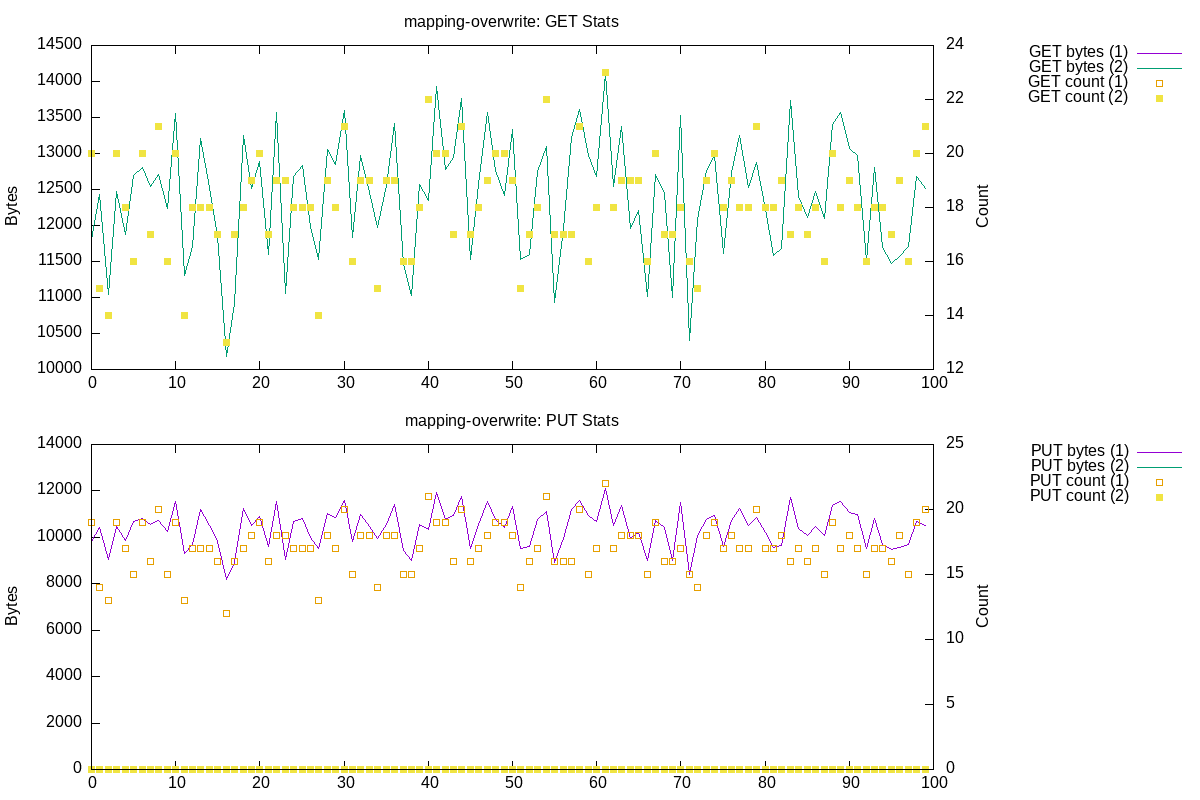 mapping-overwrite: GET Stats
14500
14000
13500
13000
12500
12000
11500
11000
10500
10000
Bytes
0 10 20 30 40 50 60 70 80 90 100
24
22
20
18
16
14
12
Count
GET bytes (1)
GET bytes (2)
GET count (1)
GET count (2)
mapping-overwrite: PUT Stats
14000
12000
10000
8000
6000
4000
2000
0
Bytes
0 10 20 30 40 50 60 70 80 90 100
25
20
15
10
5
0
Count
PUT bytes (1)
PUT bytes (2)
PUT count (1)
PUT count (2)